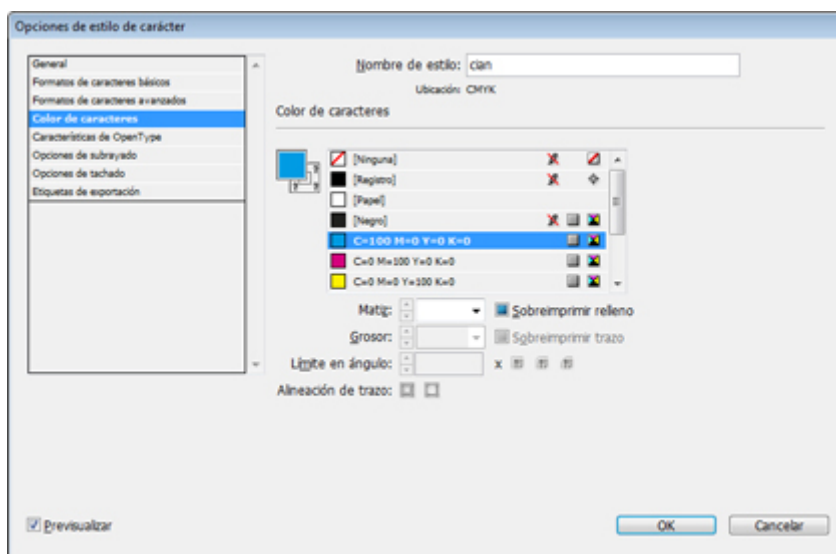 Opciones de estilo de carácter
General
Formatos de caracteres básicos
Formatos de caracteres avanzados
Color de caracteres
Características de OpenType
Opciones de subrayado
Opciones de tachado
Etiquetas de exportación
Nombre de estilo: cian
Ubicación: CMYK
Color de caracteres
[Ninguna]
[Registro]
[Papel]
[Negro]
C=100 M=0 Y=0 K=0
C=0 M=100 Y=0 K=0
C=0 M=0 Y=100 K=0
Matiz:
Sobreimprimir relleno
Grosor:
Sobreimprimir trazo
Límite en ángulo:
x
Alineación de trazo:
Previsualizar
OK
Cancelar